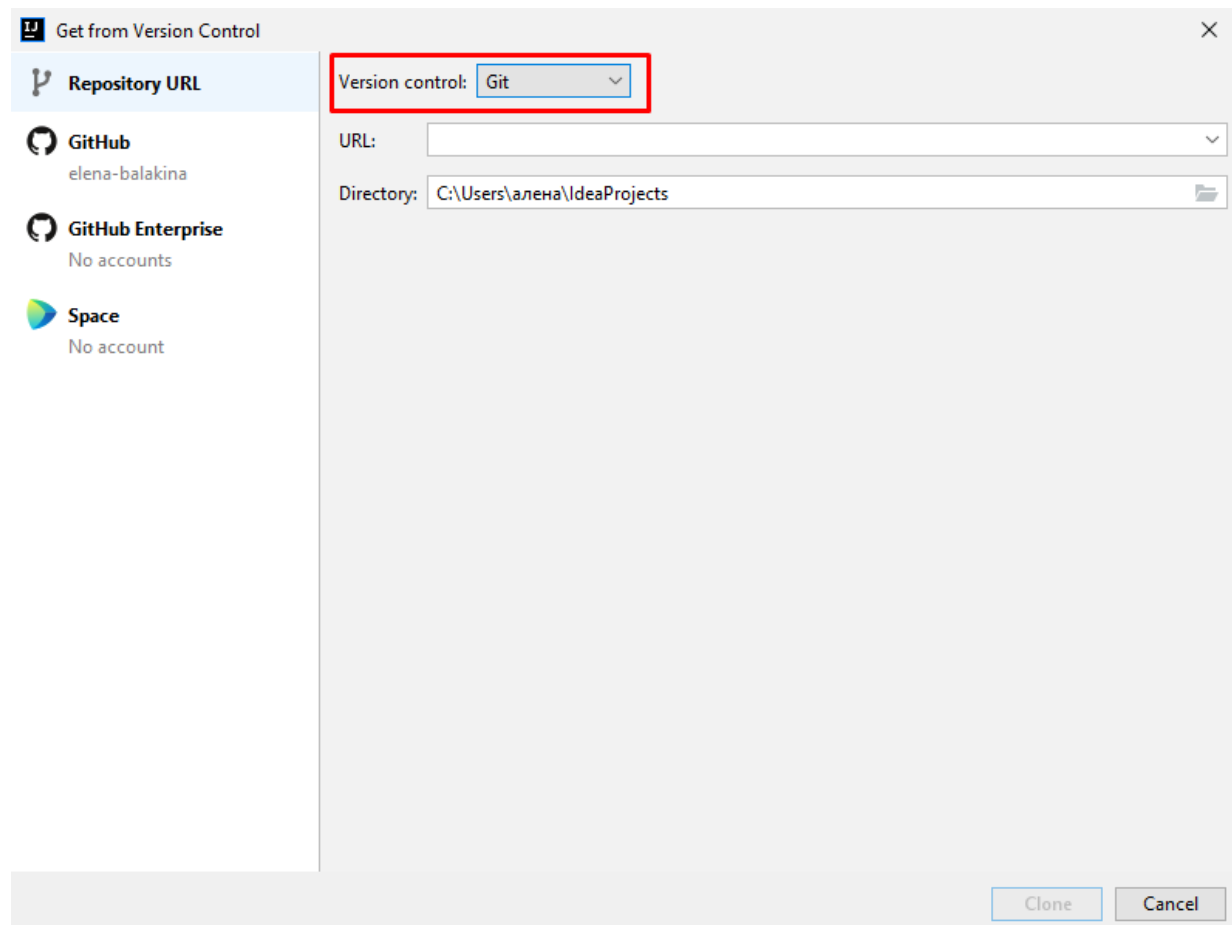 IJ
Get from Version Control
Repository URL
GitHub
elena-balakina
GitHub Enterprise
No accounts
Space
No account
Version control: Git
URL:
Directory: C:\Users\алена\IdeaProjects
Clone Cancel